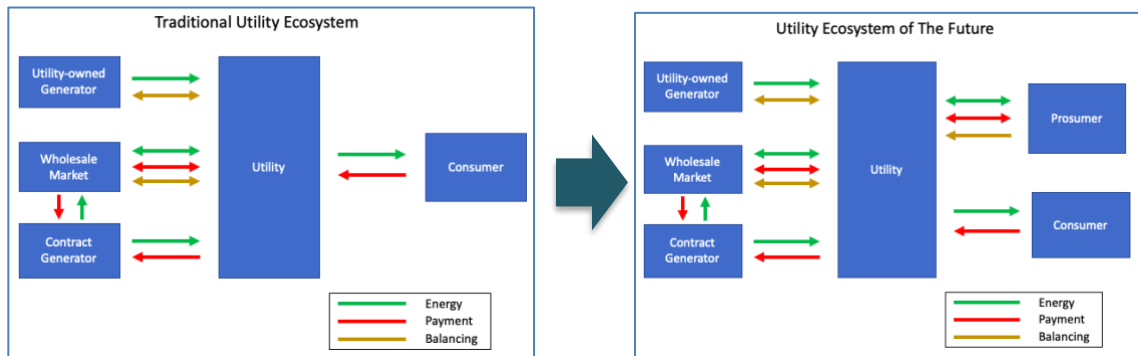 Traditional Utility Ecosystem
Utility-owned
Generator
Wholesale
Market
Contract
Generator
Utility
Consumer
Energy
Payment
Balancing
Utility Ecosystem of The Future
Utility-owned
Generator
Wholesale
Market
Contract
Generator
Utility
Prosumer
Consumer
Energy
Payment
Balancing